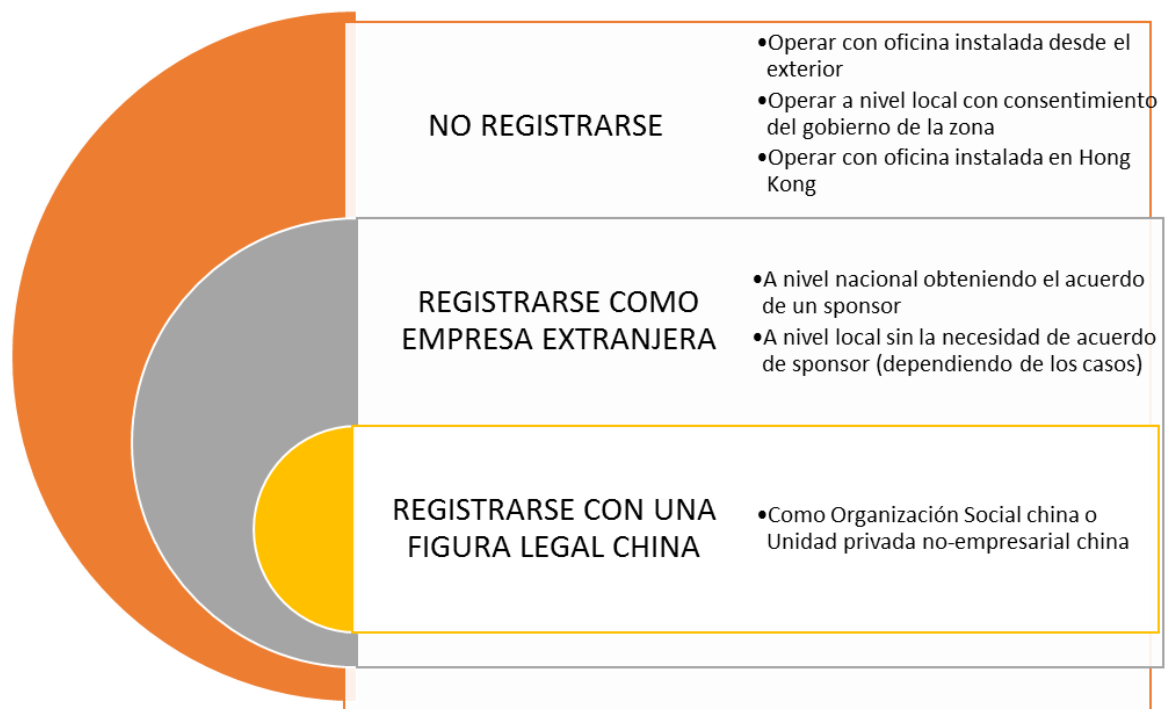 NO REGISTRARSE
•Operar con oficina instalada desde el
exterior
•Operar a nivel local con consentimiento
del gobierno de la zona
•Operar con oficina instalada en Hong
Kong
REGISTRARSE COMO
EMPRESA EXTRANJERA
•A nivel nacional obteniendo el acuerdo
de un sponsor
•A nivel local sin la necesidad de acuerdo
de sponsor (dependiendo de los casos)
REGISTRARSE CON UNA
FIGURA LEGAL CHINA
•Como Organización Social china o
Unidad privada no-empresarial china